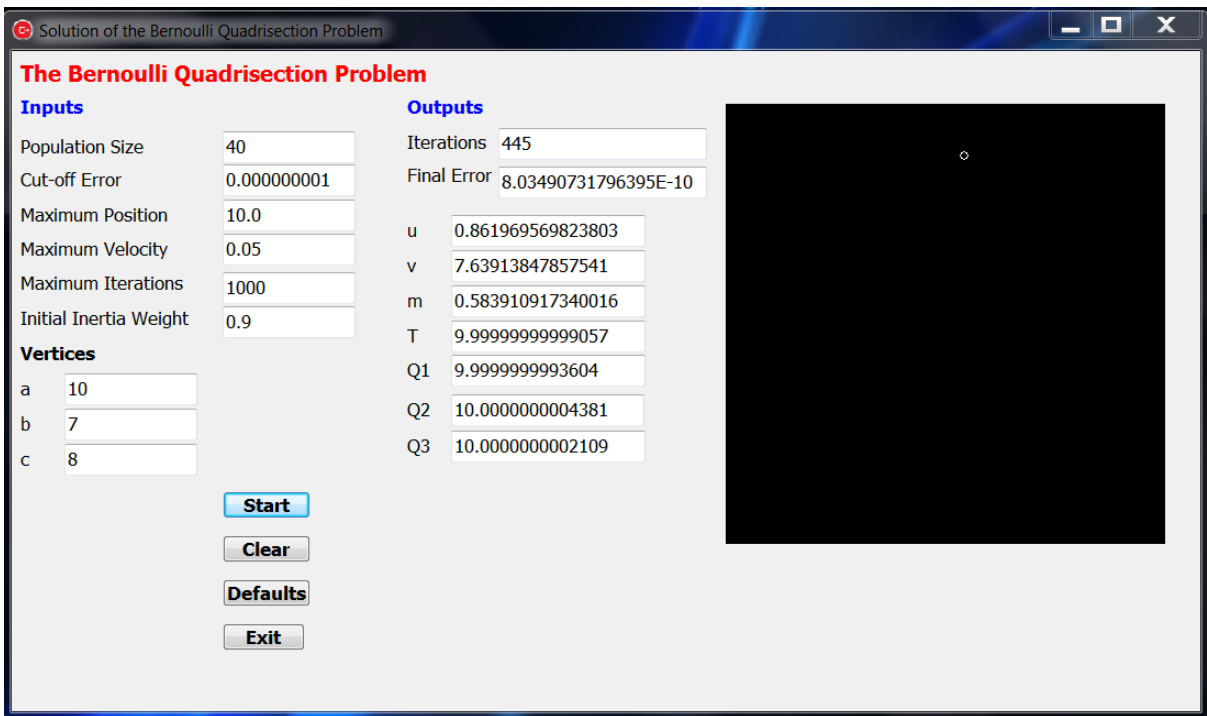 Solution of the Bernoulli Quadrisection Problem
The Bernoulli Quadrisection Problem
Inputs
Population Size 40
Cut-off Error 0.000000001
Maximum Position 10.0
Maximum Velocity 0.05
Maximum Iterations 1000
Initial Inertia Weight 0.9
Vertices
a 10
b 7
c 8
Start
Clear
Defaults
Exit
Outputs
Iterations 445
Final Error 8.03490731796395E-10
u 0.861969569823803
v 7.63913847857541
m 0.583910917340016
T 9.99999999999057
Q1 9.9999999993604
Q2 10.0000000004381
Q3 10.0000000002109